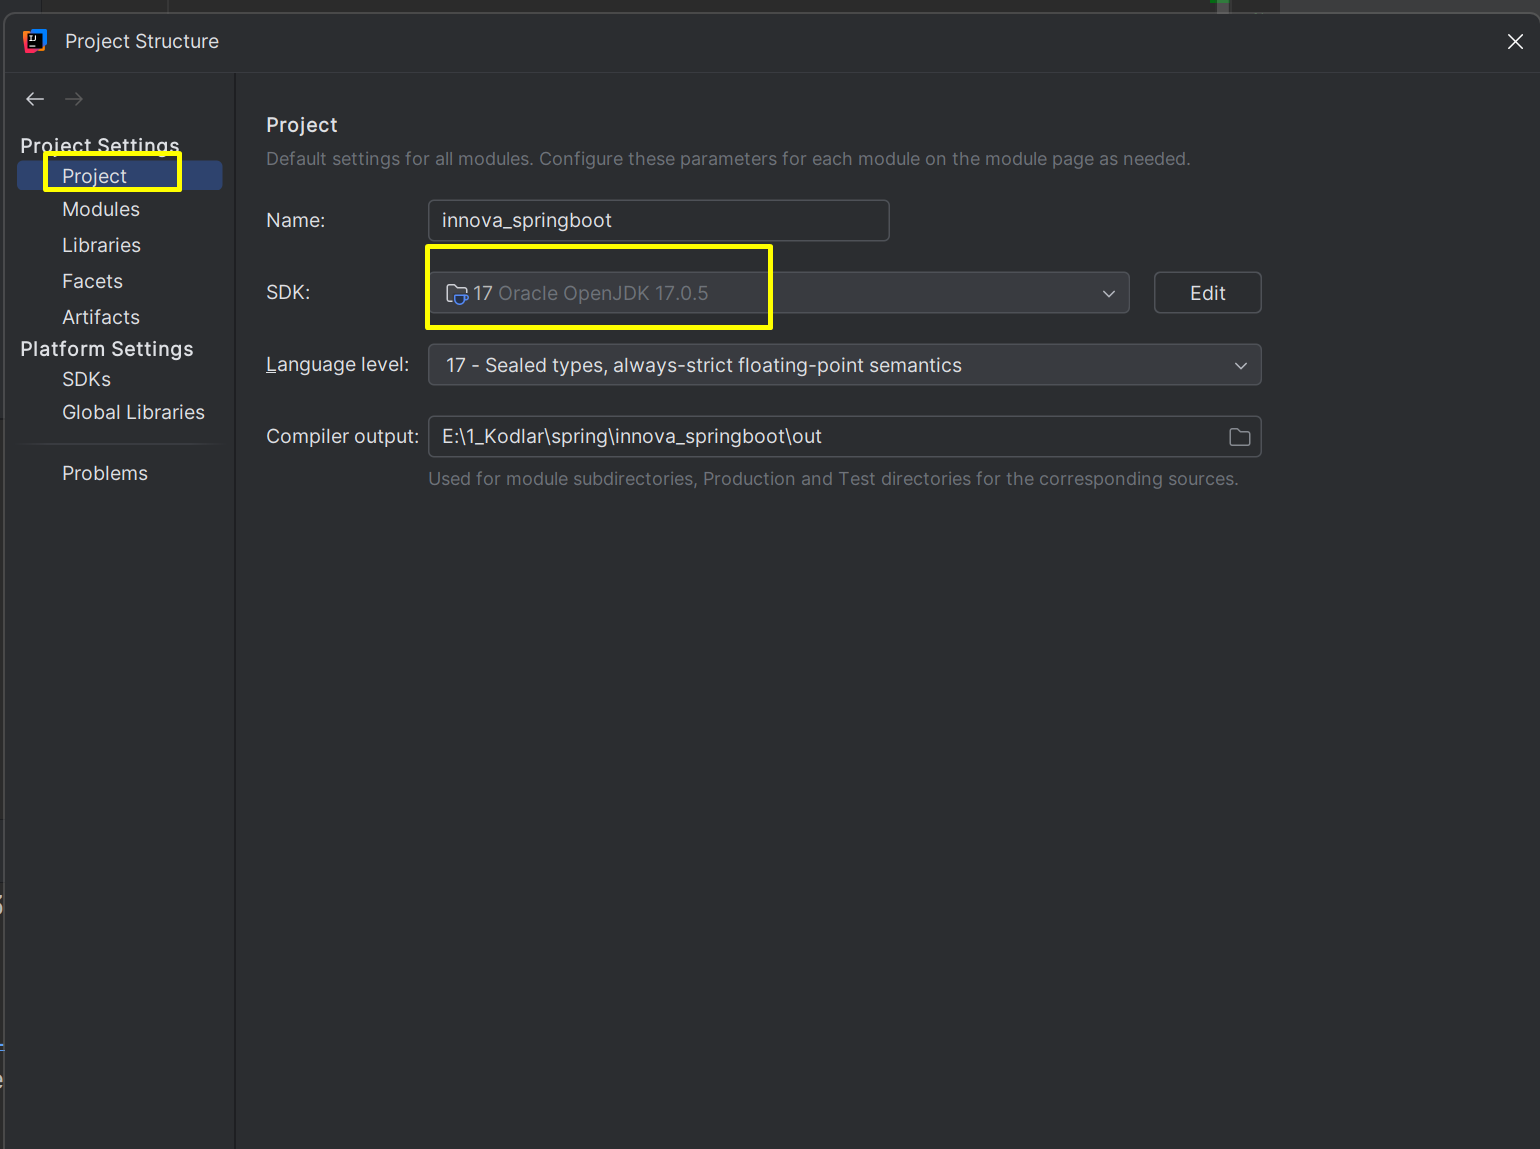 Project Structure
Project Settings
Project
Modules
Libraries
Facets
Artifacts
Platform Settings
SDKs
Global Libraries
Problems
Project
Default settings for all modules. Configure these parameters for each module on the module page as needed.
Name: innova_springboot
SDK: 17 Oracle OpenJDK 17.0.5 Edit
Language level: 17 - Sealed types, always-strict floating-point semantics
Compiler output: E:\1_Kodlar\spring\innova_springboot\out
Used for module subdirectories, Production and Test directories for the corresponding sources.